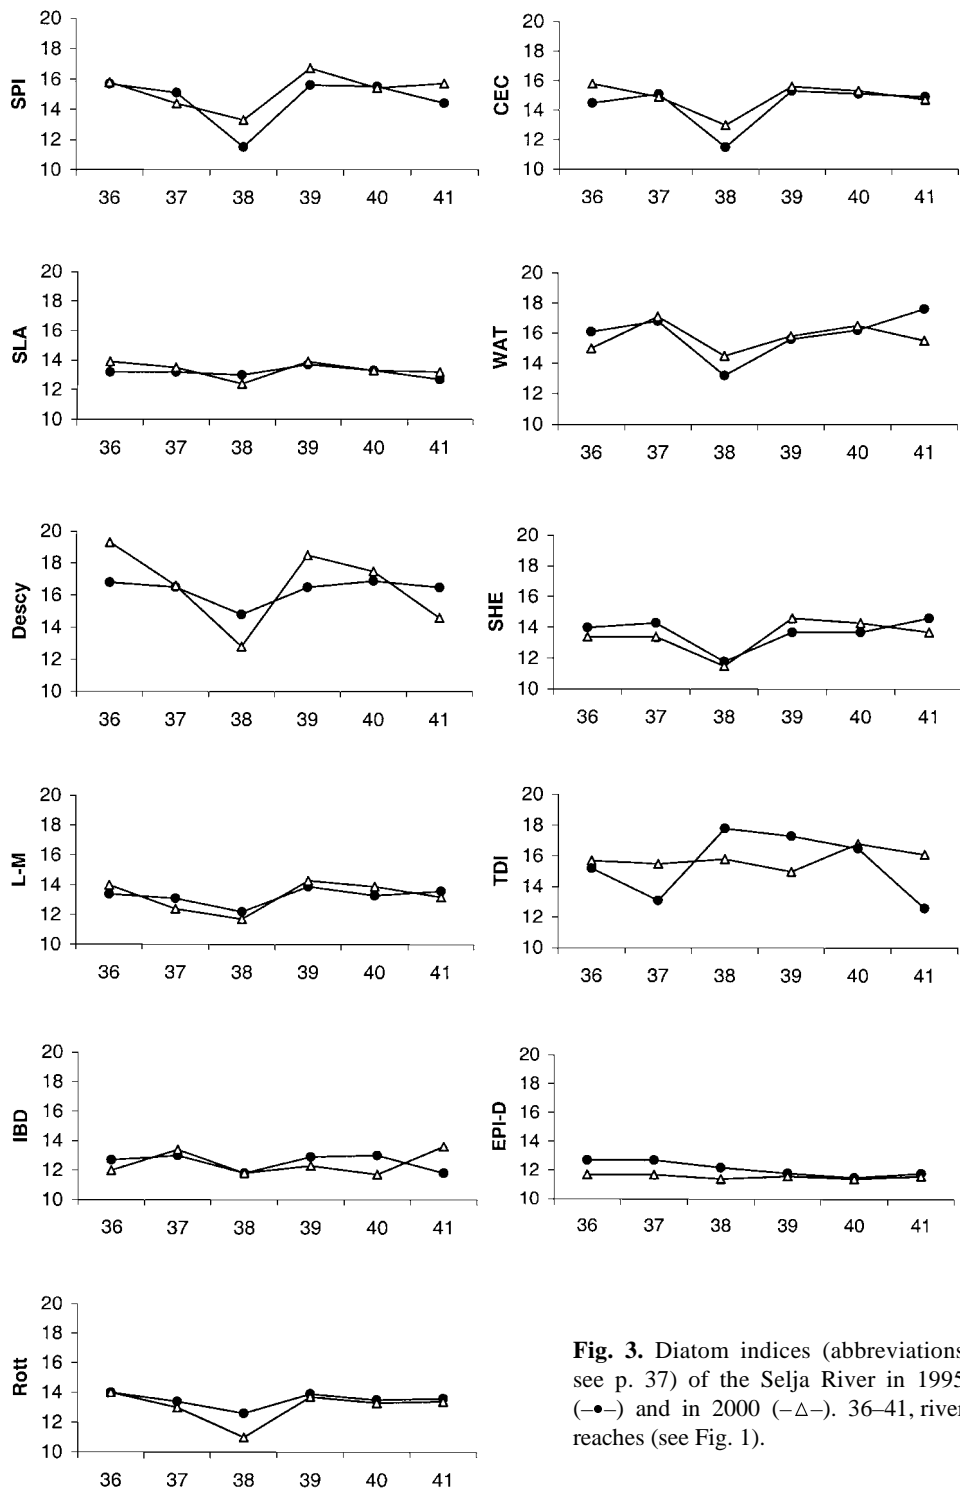 SPI
20
18
16
14
12
10
36 37 38 39 40 41
CEC
20
18
16
14
12
10
36 37 38 39 40 41
SLA
20
18
16
14
12
10
36 37 38 39 40 41
WAT
20
18
16
14
12
10
36 37 38 39 40 41
Descy
20
18
16
14
12
10
36 37 38 39 40 41
SHE
20
18
16
14
12
10
36 37 38 39 40 41
L-M
20
18
16
14
12
10
36 37 38 39 40 41
TDI
20
18
16
14
12
10
36 37 38 39 40 41
IBD
20
18
16
14
12
10
36 37 38 39 40 41
EPI-D
20
18
16
14
12
10
36 37 38 39 40 41
Rott
20
18
16
14
12
10
36 37 38 39 40 41
Fig. 3. Diatom indices (abbreviations
see p. 37) of the Selja River in 1995
(–●–) and in 2000 (–△–). 36–41, river
reaches (see Fig. 1).